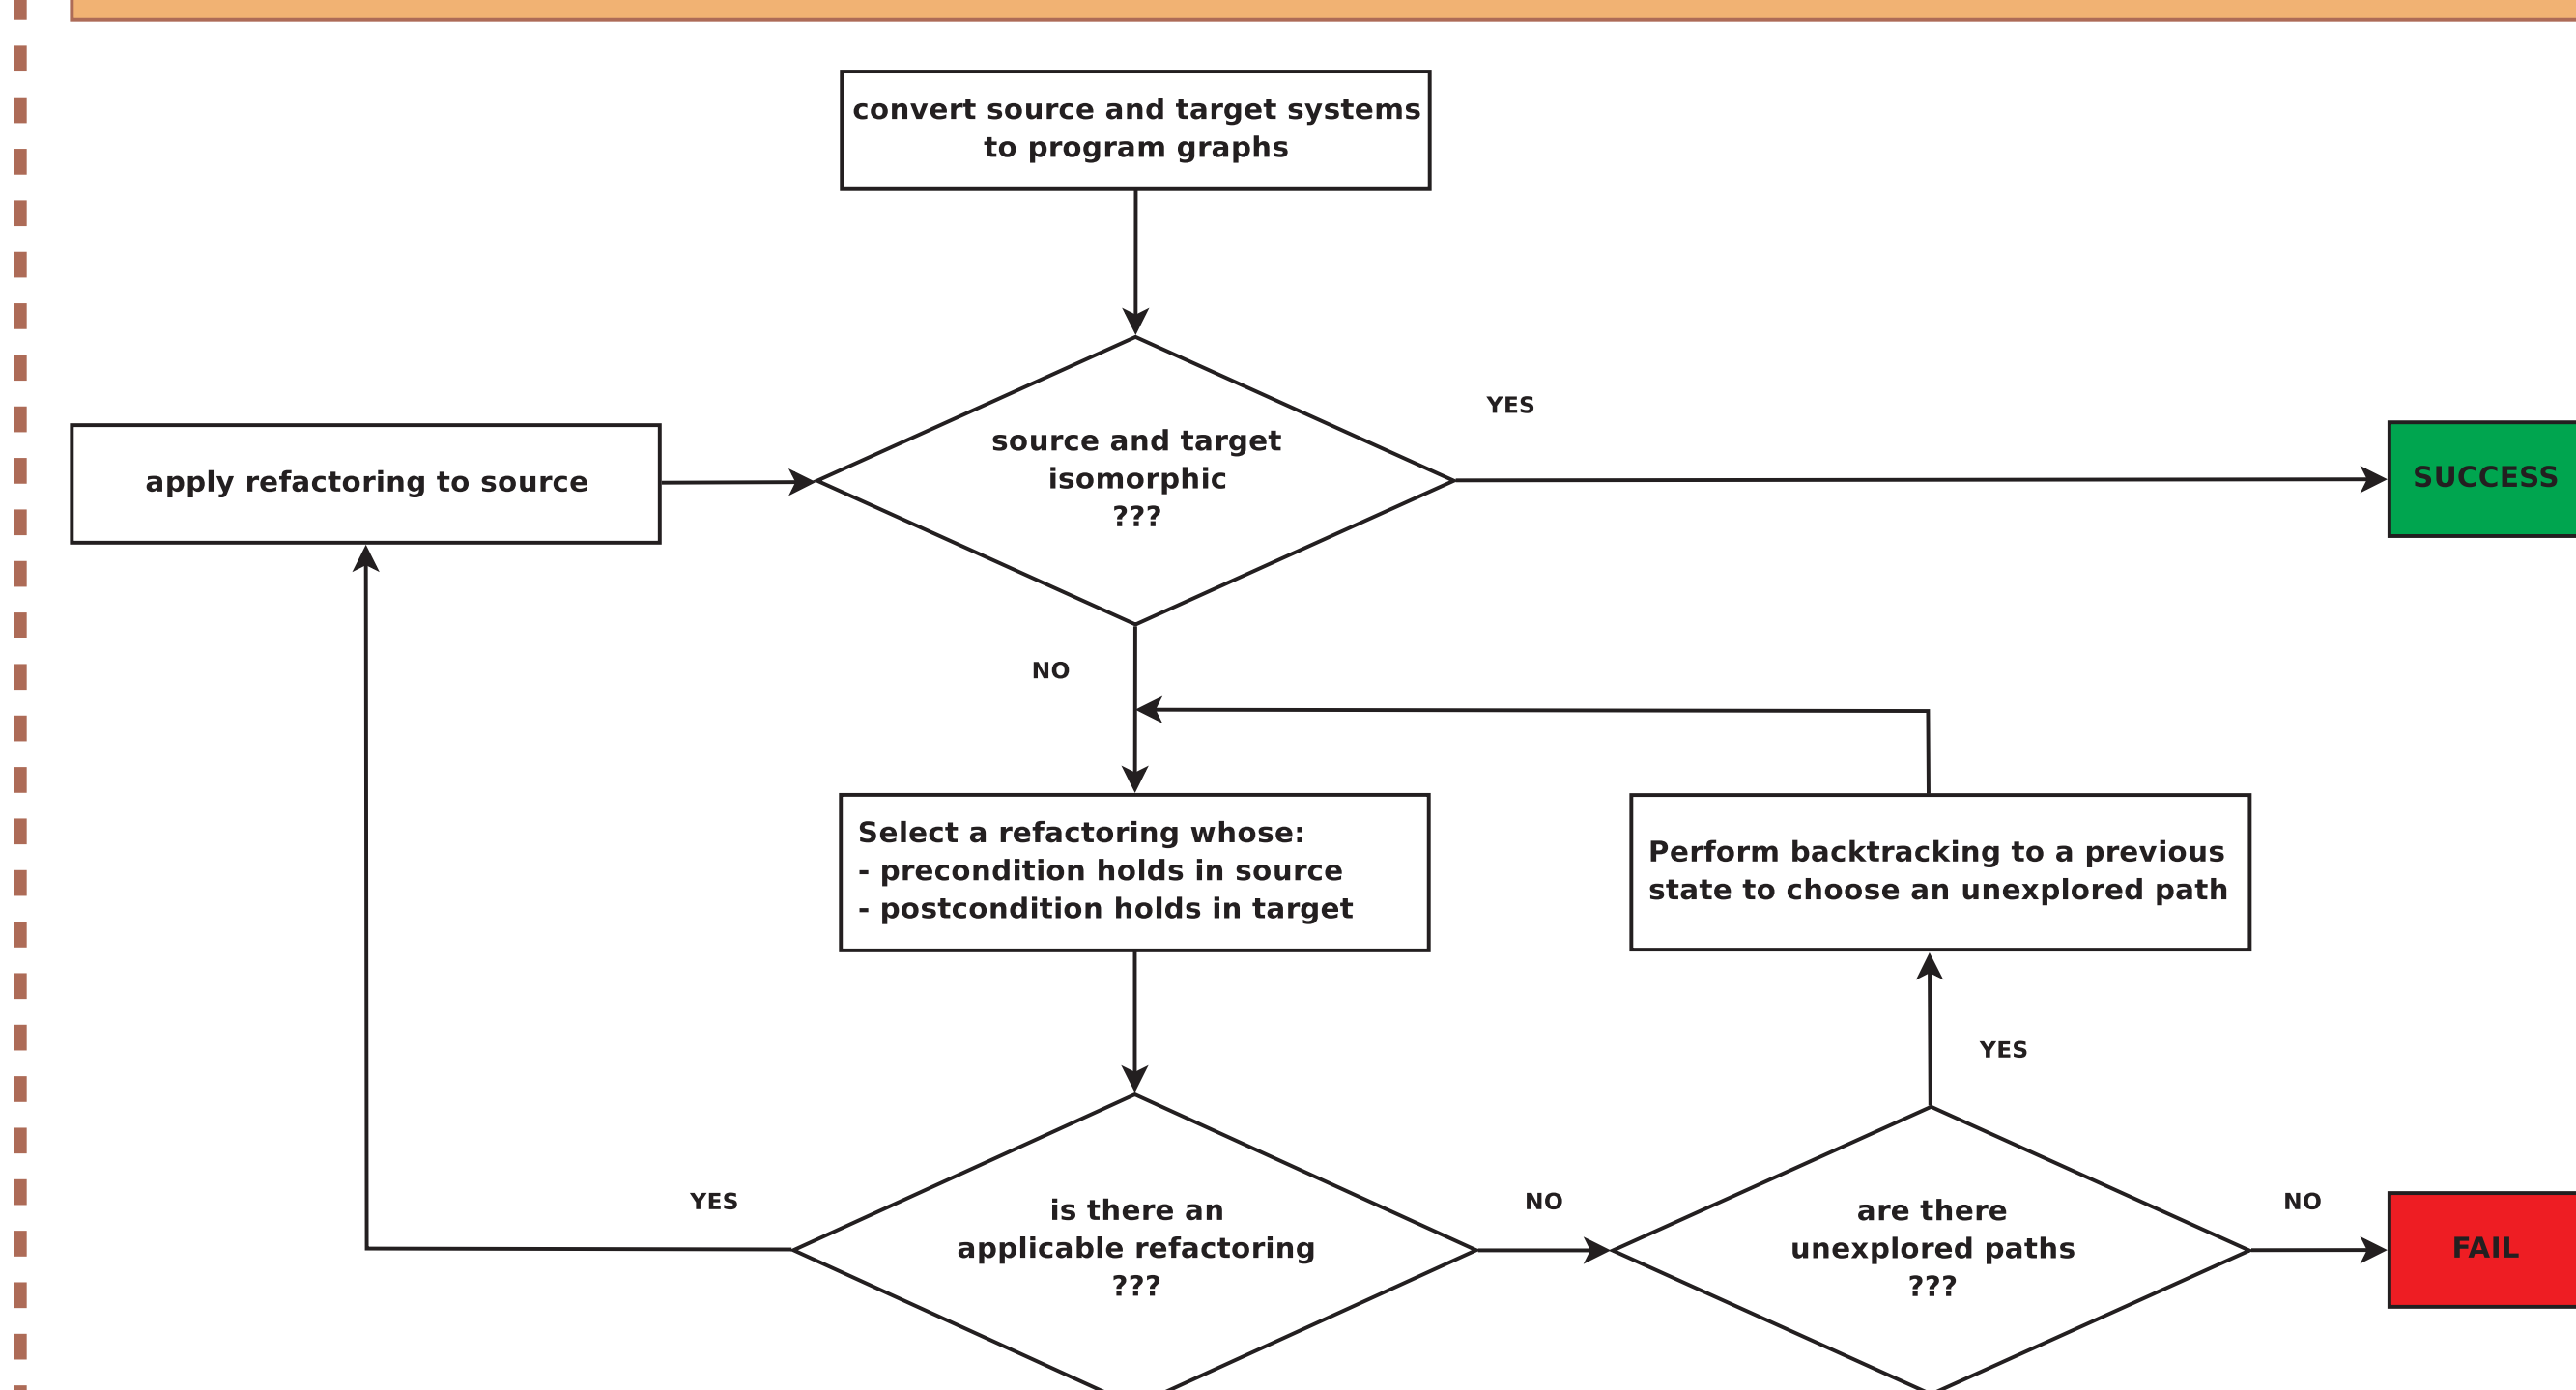 convert source and target systems
to program graphs
YES
source and target
isomorphic
???
apply refactoring to source
SUCCESS
NO
Select a refactoring whose:
- precondition holds in source
- postcondition holds in target
Perform backtracking to a previous
state to choose an unexplored path
YES
YES
NO
NO
is there an
applicable refactoring
???
are there
unexplored paths
???
FAIL